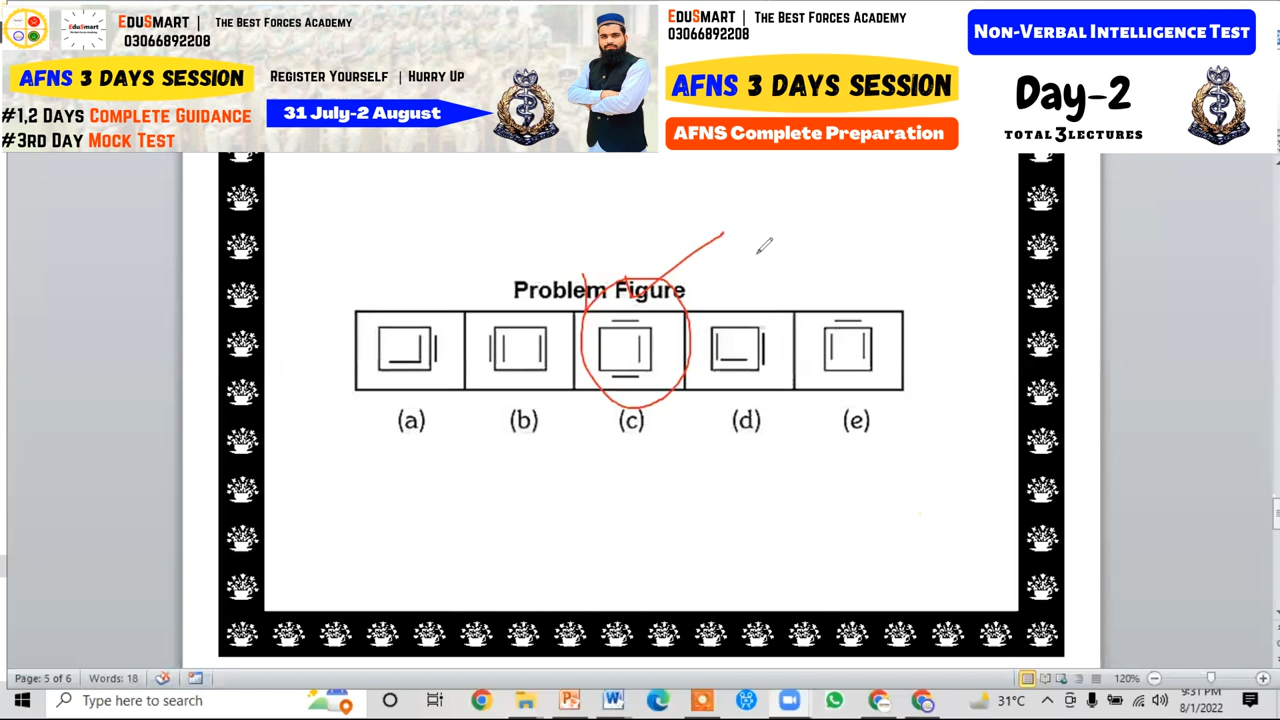 EduSmart | The Best Forces Academy
03066892208
AFNS 3 DAYS SESSION
Register Yourself | Hurry Up
31 July-2 August
#1,2 Days Complete Guidance
#3rd Day Mock Test
EduSmart | The Best Forces Academy
03066892208
AFNS 3 DAYS SESSION
AFNS Complete Preparation
Non-Verbal Intelligence Test
Day-2
Total 3 Lectures
Problem Figure
(a) (b) (c) (d) (e)
Page: 5 of 6 Words: 18
120%
Type here to search
31°C
9:31 PM
8/1/2022